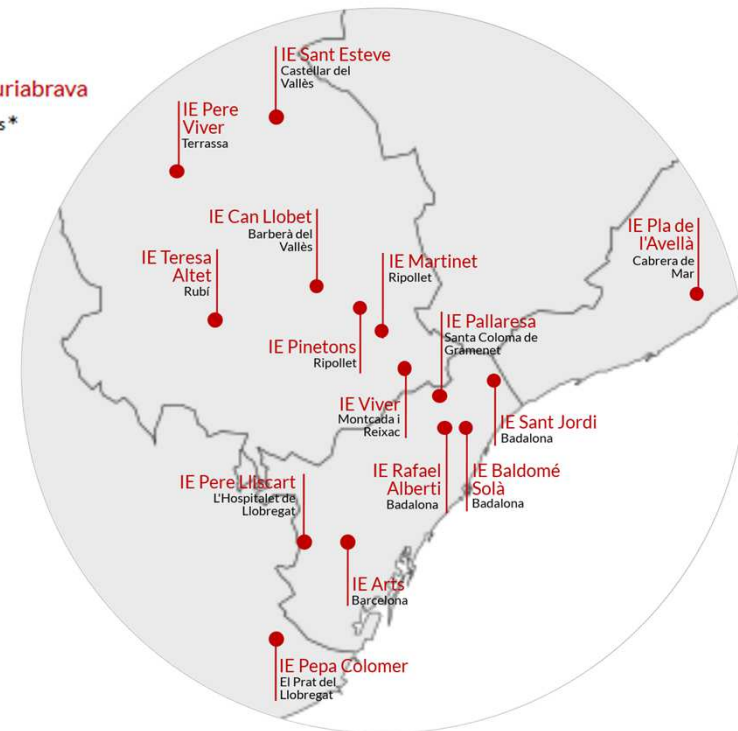 IE Sant Esteve
Castellar del
Vallès
uriabrava
s*
IE Pere
Viver
Terrassa
IE Can Llobet
Barberà del
Vallès
IE Pla de
l'Avellà
Cabrera de
Mar
IE Teresa
Altet
Rubí
IE Martinet
Ripollet
IE Pallaresa
Santa Coloma de
Gramenet
IE Pinetons
Ripollet
IE Viver
Montcada i
Reixac
IE Sant Jordi
Badalona
IE Rafael
Alberti
Badalona
IE Baldomé
Solà
Badalona
IE Pere Lliscart
L'Hospitalet de
Llobregat
IE Arts
Barcelona
IE Pepa Colomer
El Prat del
Llobregat